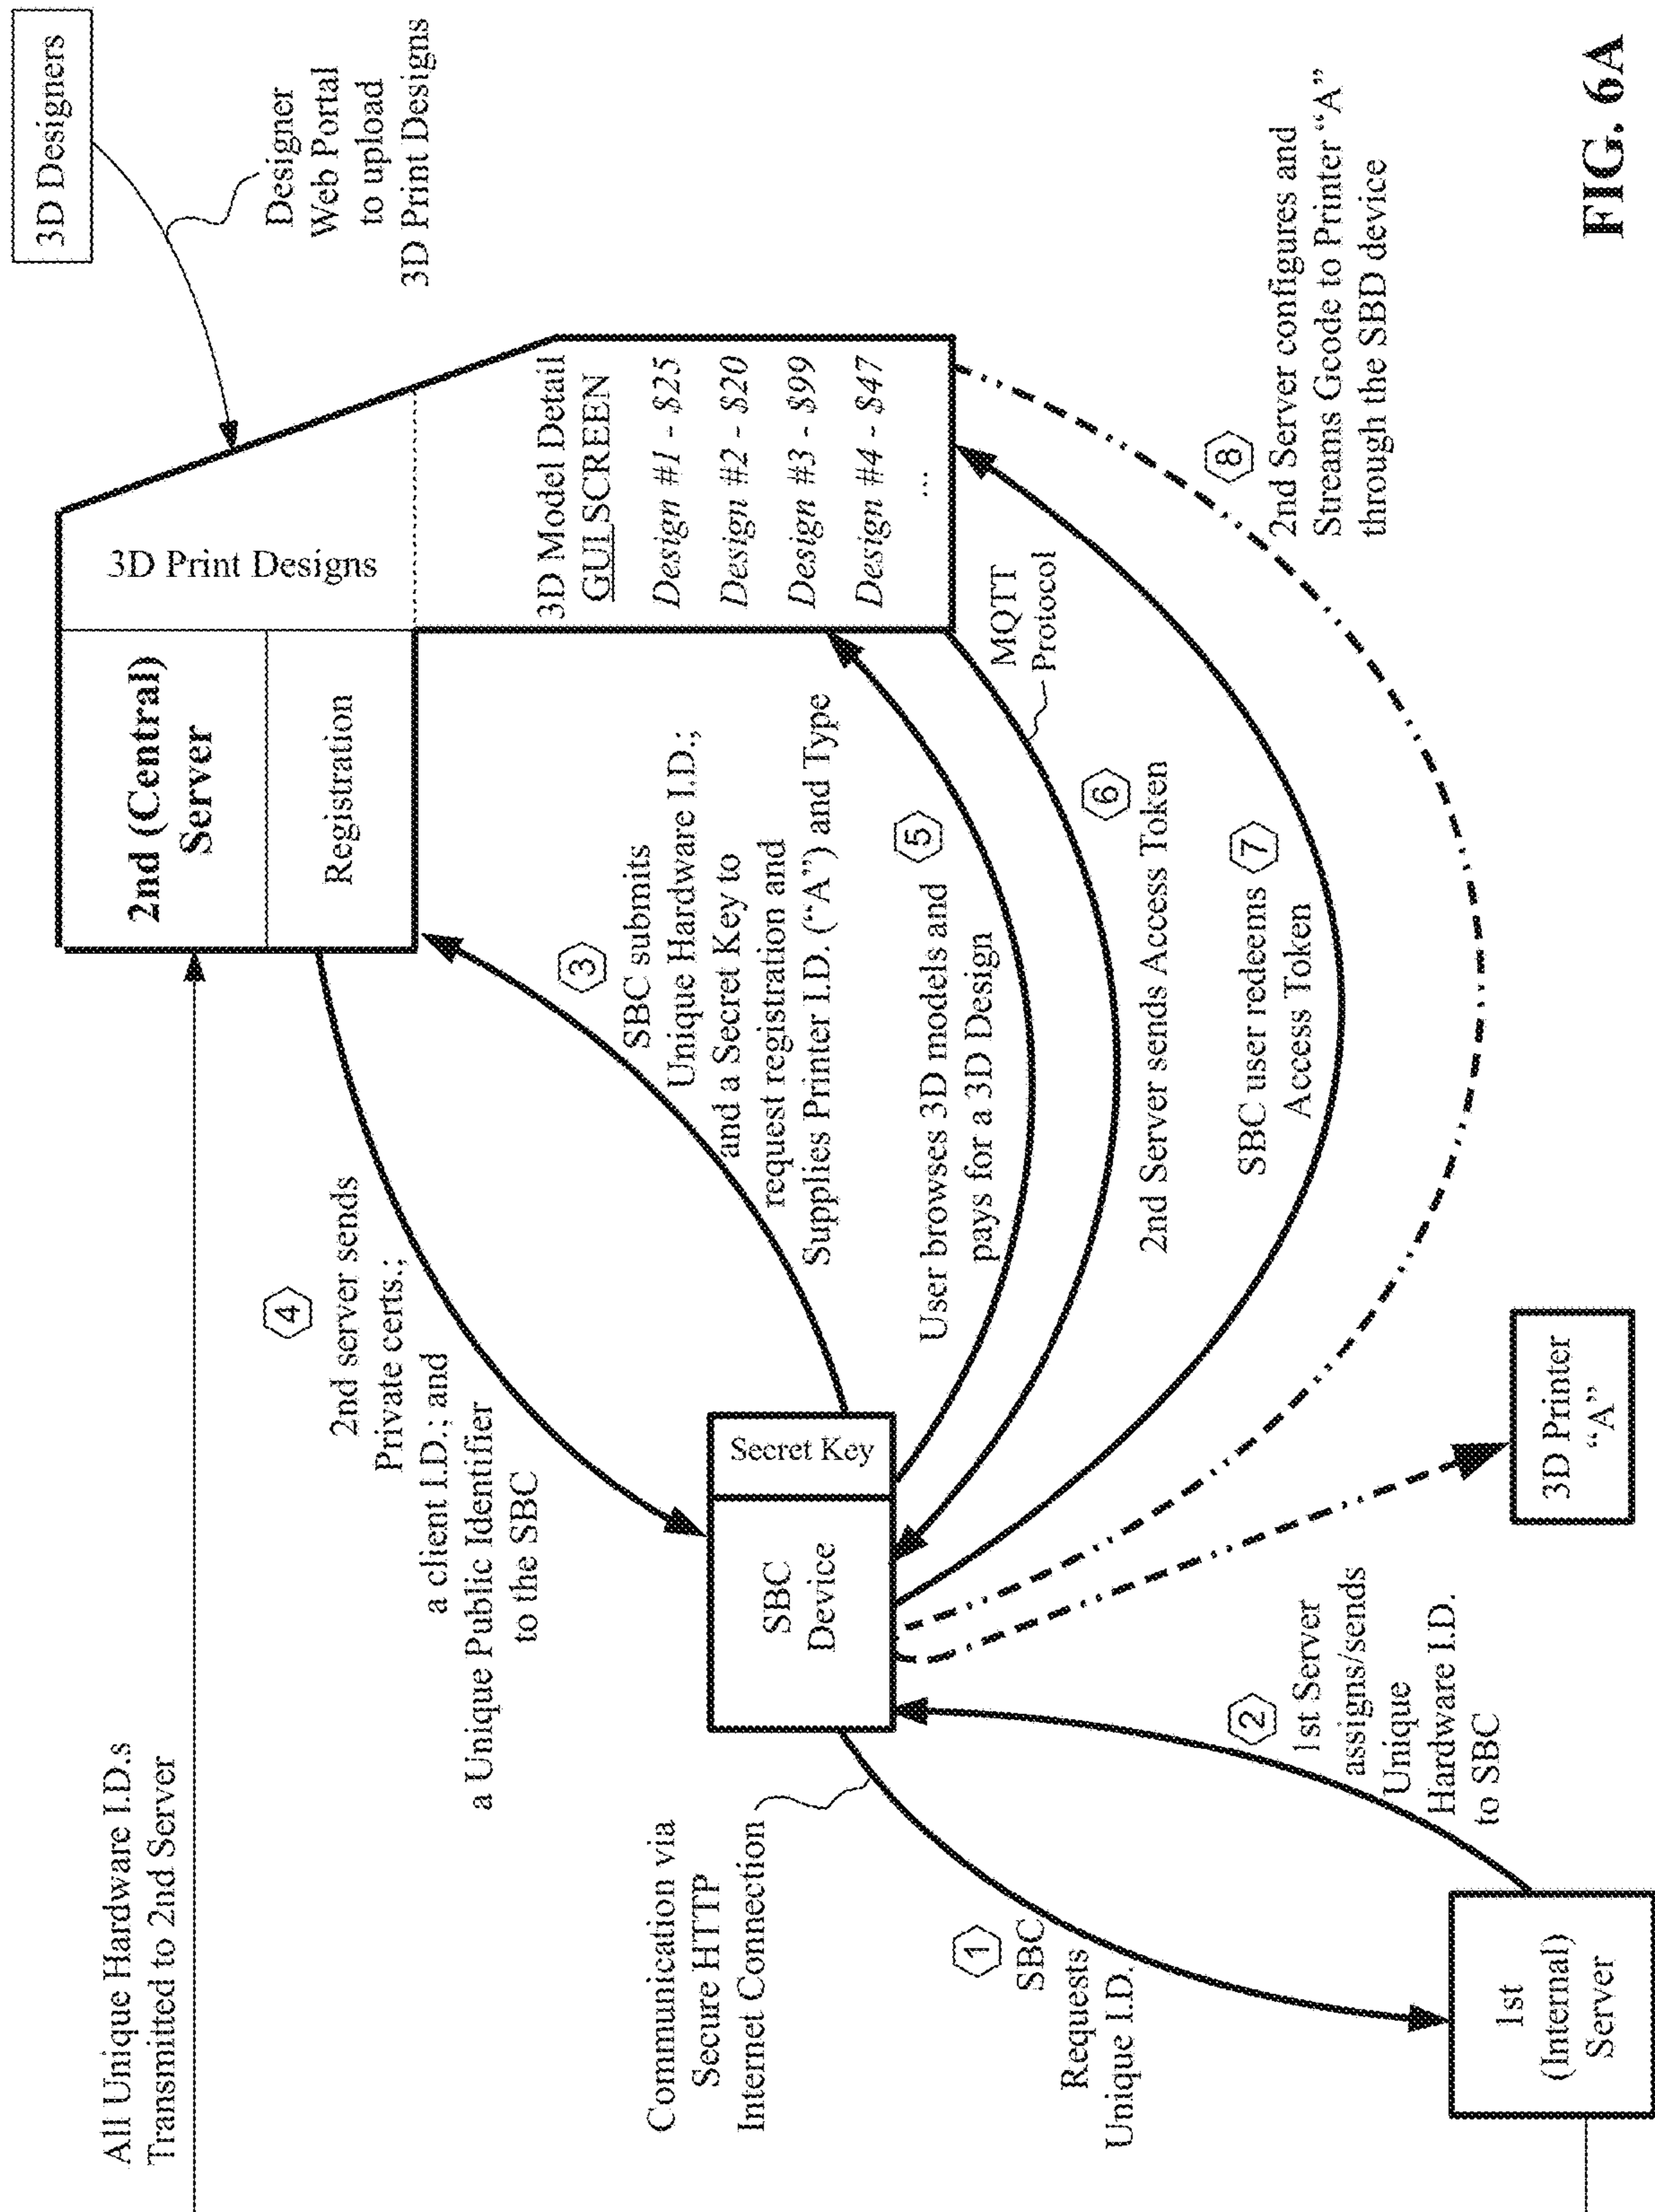 All Unique Hardware I.D.s
Transmitted to 2nd Server
2nd (Central)
Server
Registration
3D Print Designs
3D Designers
Designer
Web Portal
to upload
3D Print Designs
3D Model Detail
GUI SCREEN
Design #1 - $25
Design #2 - $20
Design #3 - $99
Design #4 - $47
...
4
2nd server sends
Private certs.;
a client I.D.; and
a Unique Public Identifier
to the SBC
3
SBC submits
Unique Hardware I.D.;
and a Secret Key to
request registration and
Supplies Printer I.D. (“A”) and Type
Communication via
Secure HTTP
Internet Connection
SBC
Device
Secret Key
User browses 3D models and
pays for a 3D Design
5
MQTT
Protocol
6
2nd Server sends Access Token
SBC user redeems
Access Token
7
8
2nd Server configures and
Streams Gcode to Printer “A”
through the SBD device
1
SBC
Requests
Unique I.D.
2
1st Server
assigns/sends
Unique
Hardware I.D.
to SBC
1st
(Internal)
Server
3D Printer
“A”
FIG. 6A